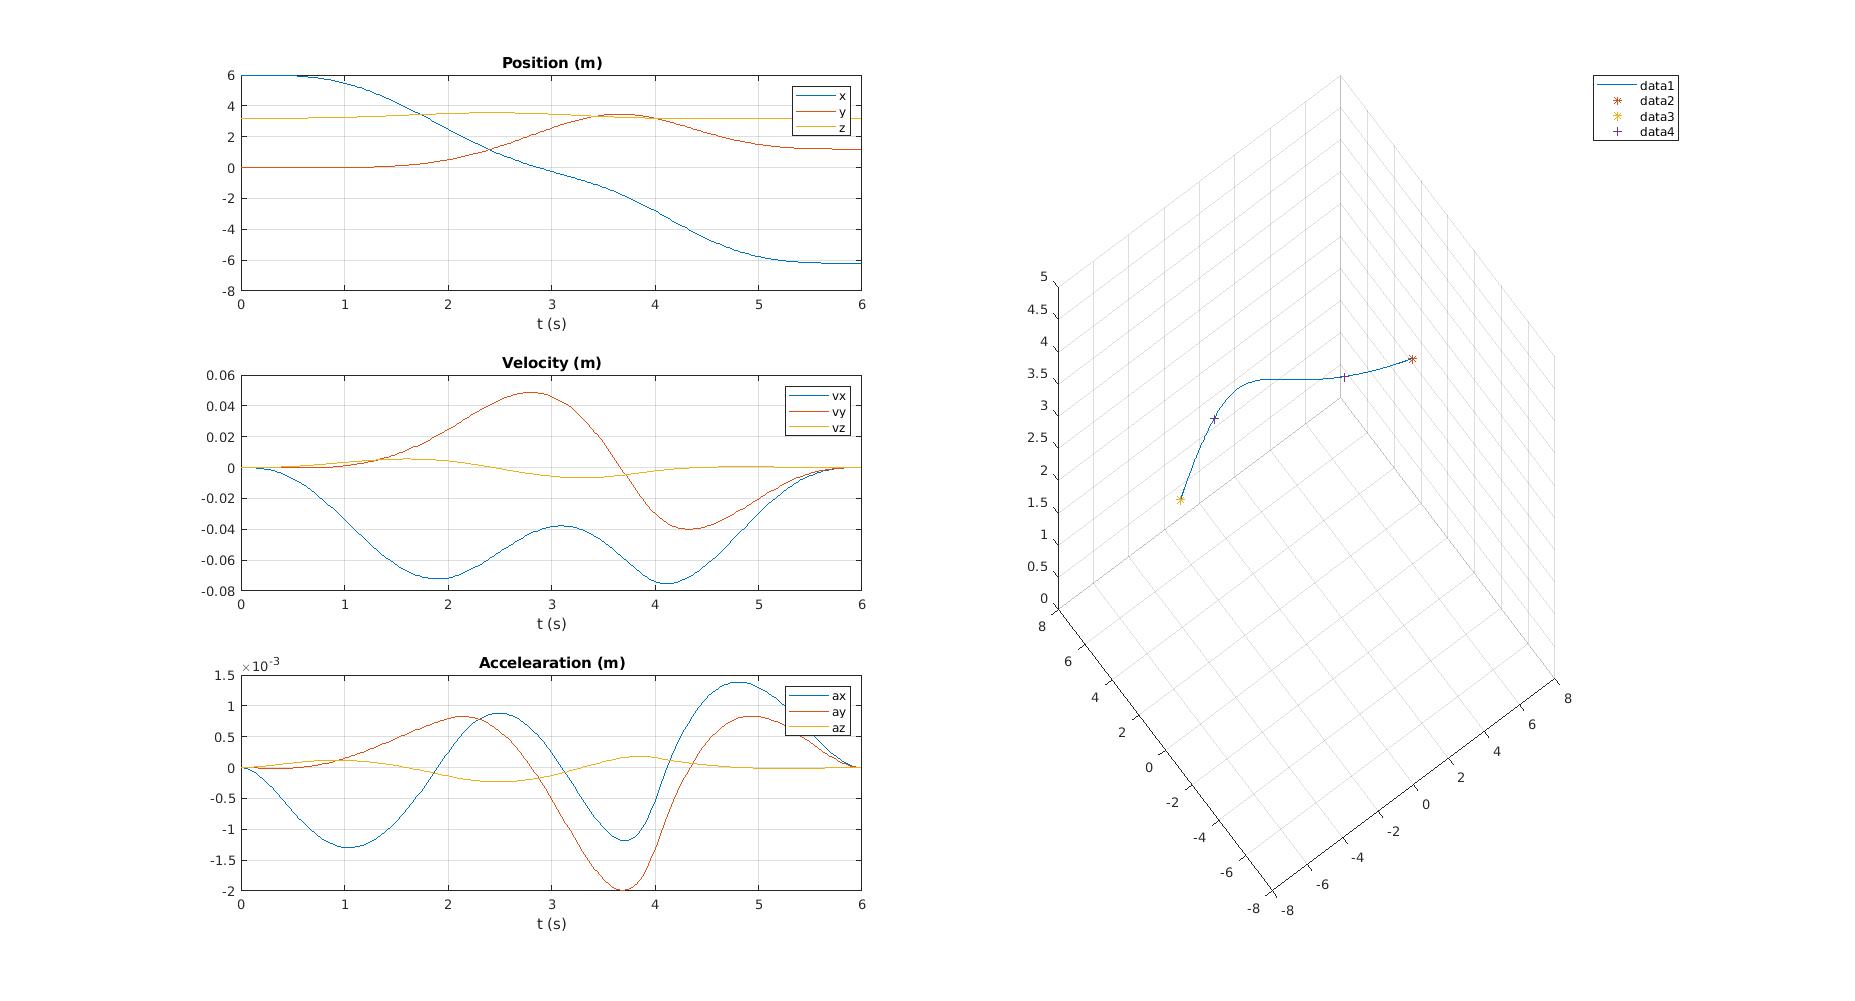 Position (m)
6
4
2
0
-2
-4
-6
-8
x
y
z
0 1 2 3 4 5 6
t (s)
Velocity (m)
0.06
0.04
0.02
0
-0.02
-0.04
-0.06
-0.08
vx
vy
vz
0 1 2 3 4 5 6
t (s)
Accelearation (m)
×10-3
1.5
1
0.5
0
-0.5
-1
-1.5
-2
ax
ay
az
0 1 2 3 4 5 6
t (s)
data1
data2
data3
data4
5
4.5
4
3.5
3
2.5
2
1.5
1
0.5
0
8
6
4
2
0
-2
-4
-6
-8
-8
-6
-4
-2
0
2
4
6
8